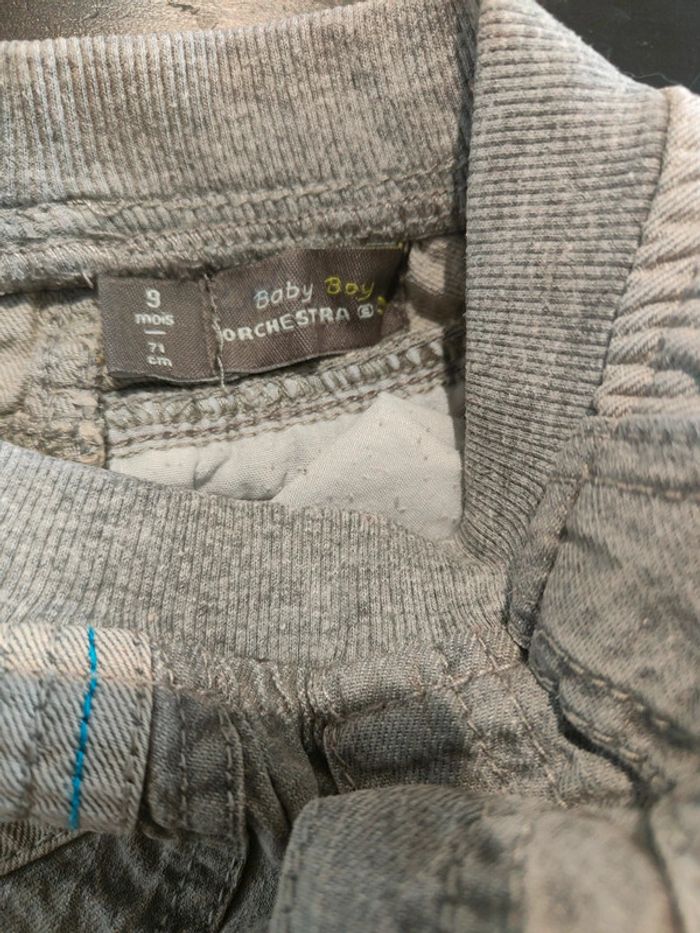 9
mois
71
cm
Baby Boy
ORCHESTRA ®